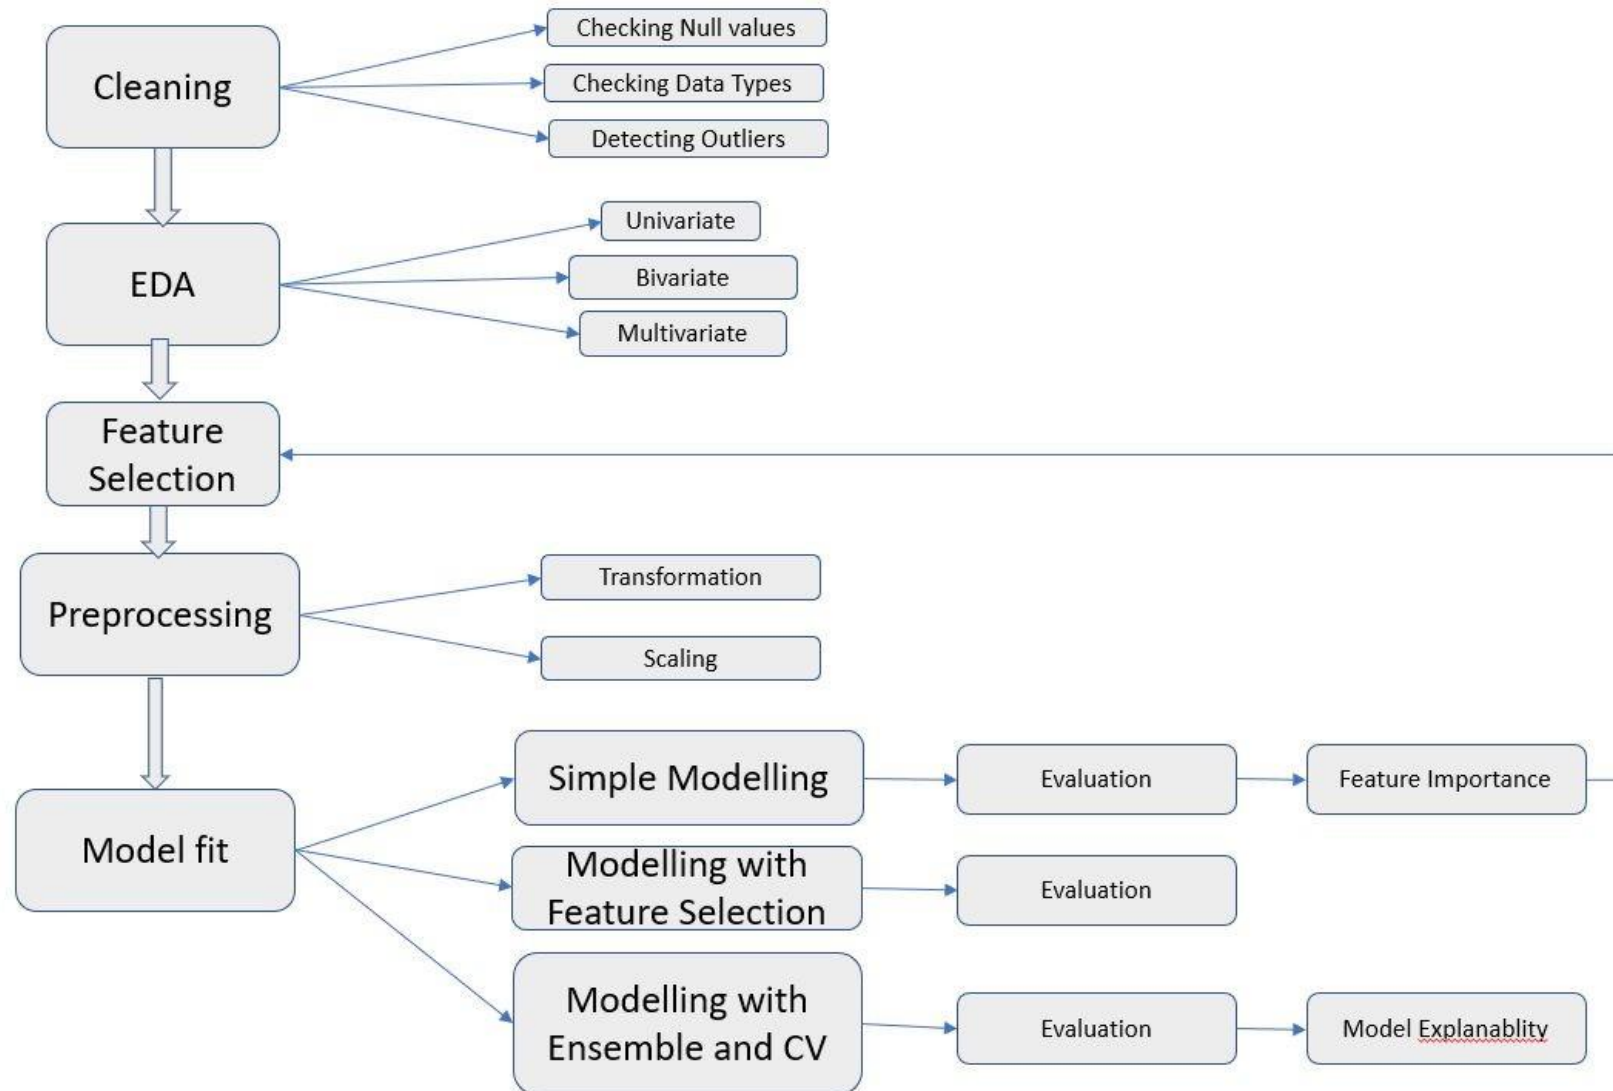 Cleaning
Checking Null values
Checking Data Types
Detecting Outliers
EDA
Univariate
Bivariate
Multivariate
Feature
Selection
Preprocessing
Transformation
Scaling
Model fit
Simple Modelling
Evaluation
Feature Importance
Modelling with
Feature Selection
Evaluation
Modelling with
Ensemble and CV
Evaluation
Model Explanablity